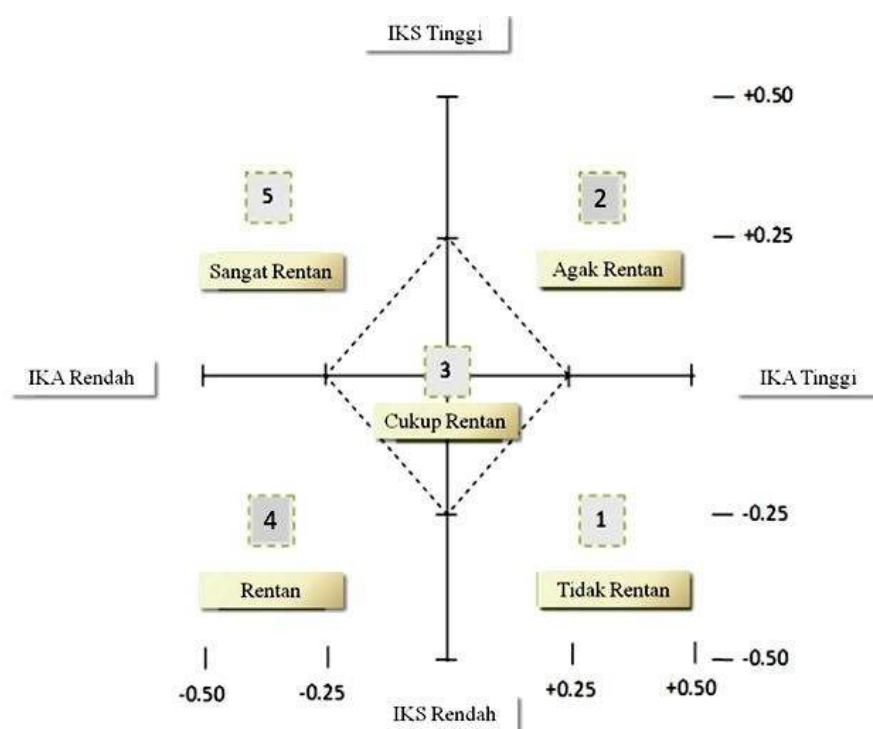 IKS Tinggi
+0.50
5
2
+0.25
Sangat Rentan
Agak Rentan
IKA Rendah
3
IKA Tinggi
Cukup Rentan
4
1
-0.25
Rentan
Tidak Rentan
-0.50
-0.50
-0.25
+0.25
+0.50
IKS Rendah